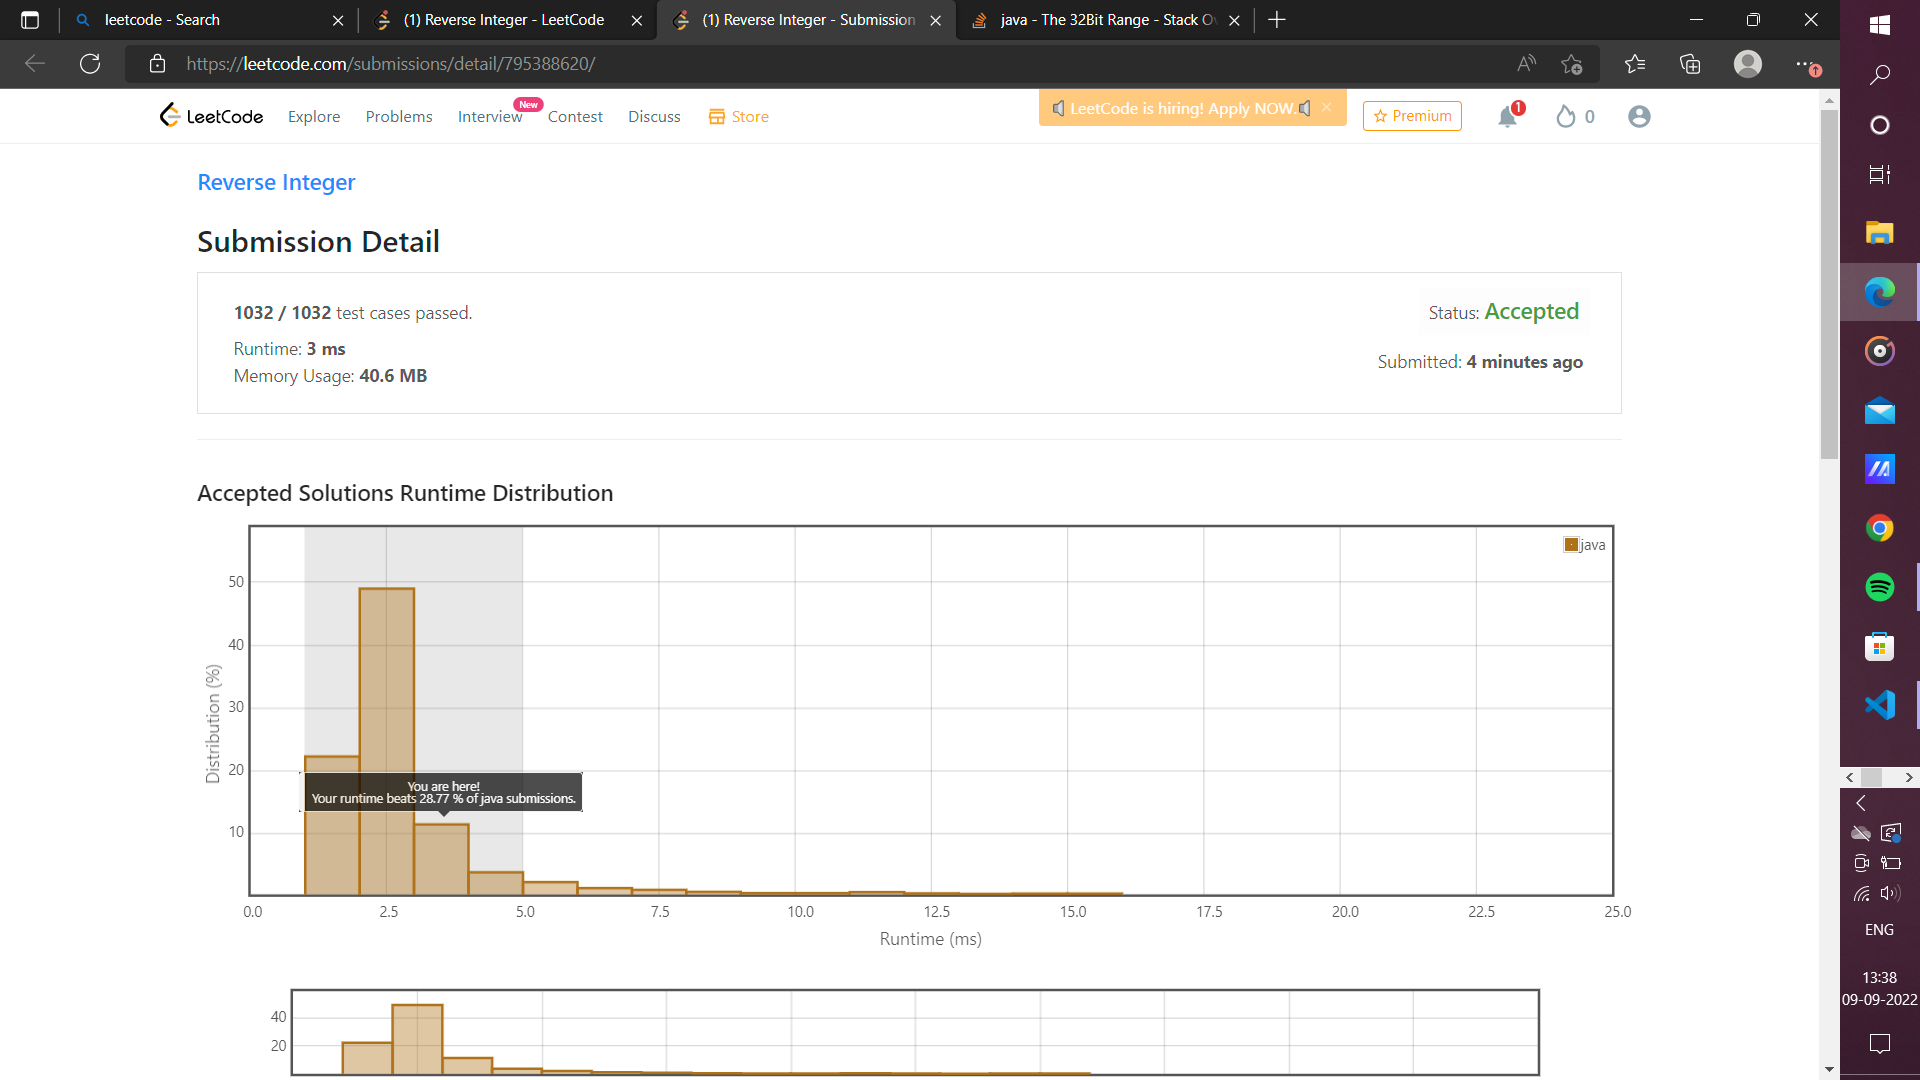 leetcode - Search
(1) Reverse Integer - LeetCode
(1) Reverse Integer - Submission
java - The 32Bit Range - Stack O
https://leetcode.com/submissions/detail/795388620/
LeetCode
Explore
Problems
Interview
New
Contest
Discuss
Store
LeetCode is hiring! Apply NOW.
Premium
1
0
Reverse Integer
Submission Detail
1032 / 1032 test cases passed.
Status: Accepted
Runtime: 3 ms
Submitted: 4 minutes ago
Memory Usage: 40.6 MB
Accepted Solutions Runtime Distribution
java
50
40
30
20
10
Distribution (%)
You are here!
Your runtime beats 28.77 % of java submissions.
0.0
2.5
5.0
7.5
10.0
12.5
15.0
17.5
20.0
22.5
25.0
Runtime (ms)
40
20
ENG
13:38
09-09-2022